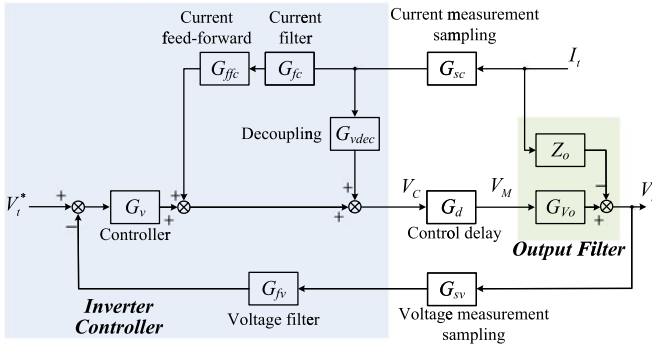 Current feed-forward
Current filter
Current measurement sampling
G_ffc
G_fc
G_sc
I_t
Decoupling
G_vdec
Z_o
V_t^*
+
−
G_v
Controller
+
+
+
+
V_C
G_d
Control delay
V_M
G_Vo
−
+
V
Output Filter
G_fv
Voltage filter
G_sv
Voltage measurement sampling
Inverter Controller